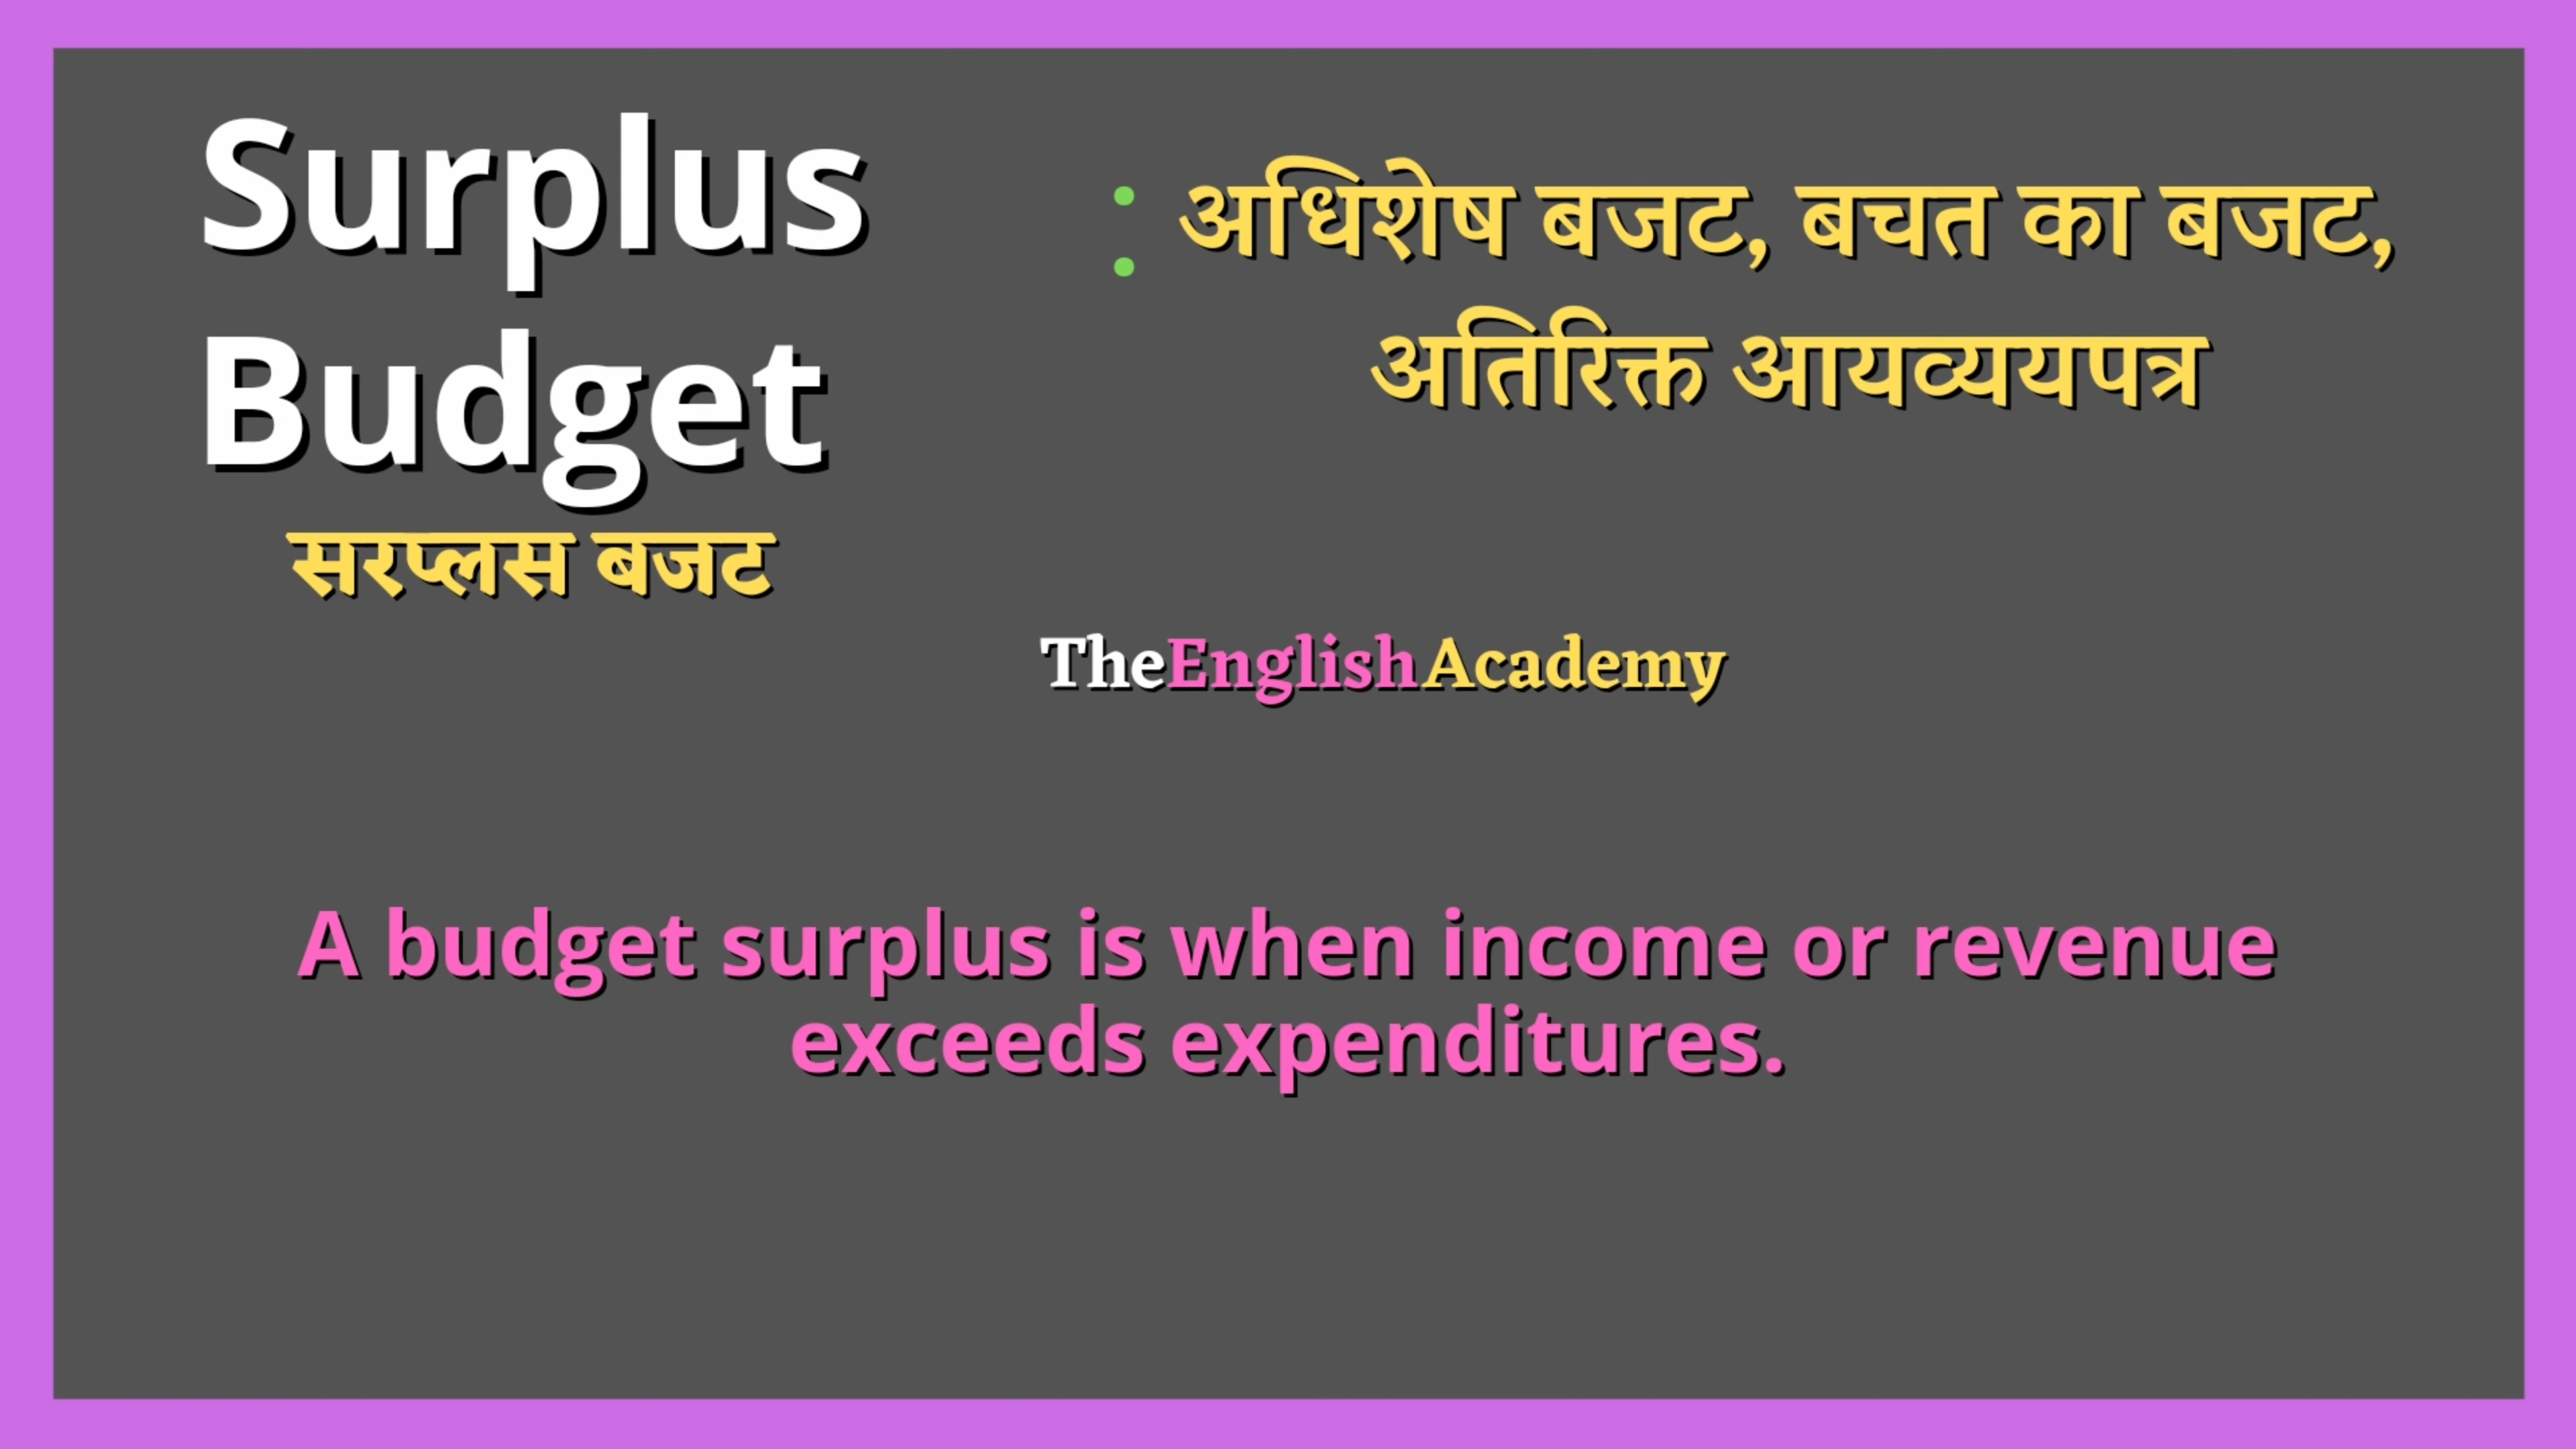 Surplus
Budget
सरप्लस बजट
: अधिशेष बजट, बचत का बजट,
अतिरिक्त आयव्ययपत्र
TheEnglishAcademy
A budget surplus is when income or revenue
exceeds expenditures.